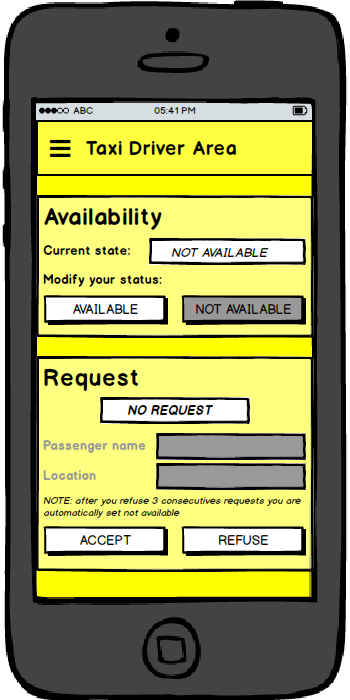 ABC 05:41 PM
Taxi Driver Area
Availability
Current state: NOT AVAILABLE
Modify your status:
AVAILABLE NOT AVAILABLE
Request
NO REQUEST
Passenger name
Location
NOTE: after you refuse 3 consecutives requests you are
automatically set not available
ACCEPT REFUSE